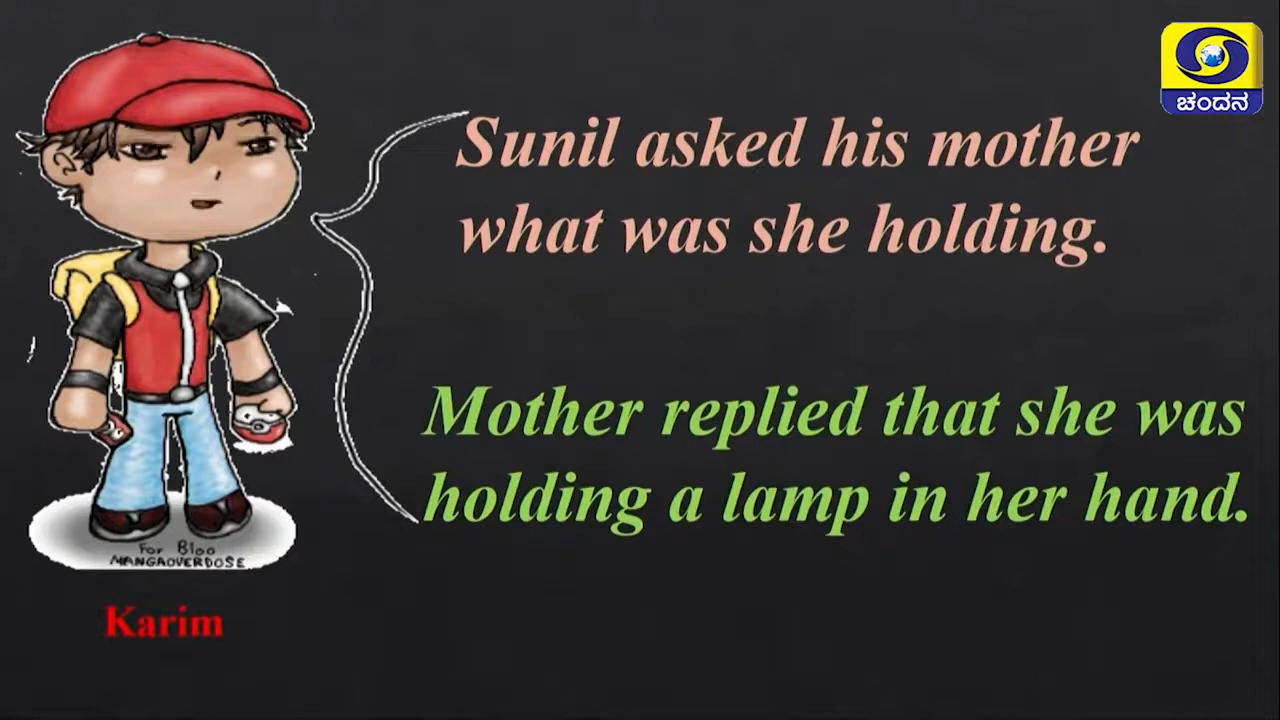 ಚಂದನ
Sunil asked his mother
what was she holding.
Mother replied that she was
holding a lamp in her hand.
For Bloo
MANGAOVERDOSE
Karim